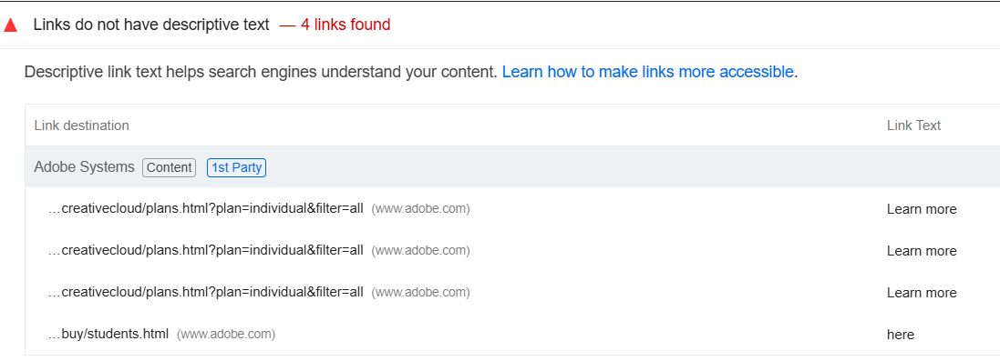 Links do not have descriptive text — 4 links found
Descriptive link text helps search engines understand your content. Learn how to make links more accessible.
Link destination Link Text
Adobe Systems Content 1st Party
…creativecloud/plans.html?plan=individual&filter=all (www.adobe.com) Learn more
…creativecloud/plans.html?plan=individual&filter=all (www.adobe.com) Learn more
…creativecloud/plans.html?plan=individual&filter=all (www.adobe.com) Learn more
…buy/students.html (www.adobe.com) here